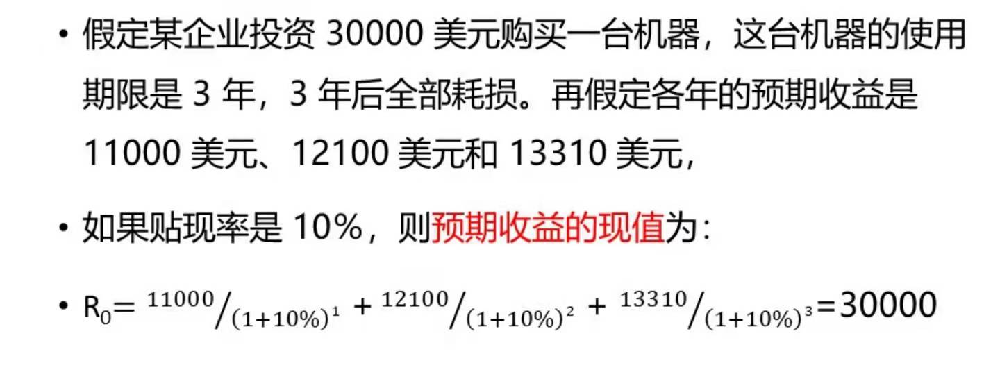 • 假定某企业投资 30000 美元购买一台机器，这台机器的使用
期限是 3 年，3 年后全部耗损。再假定各年的预期收益是
11000 美元、12100 美元和 13310 美元，
• 如果贴现率是 10%，则预期收益的现值为：
• R₀= 11000/(1+10%)¹ + 12100/(1+10%)² + 13310/(1+10%)³=30000